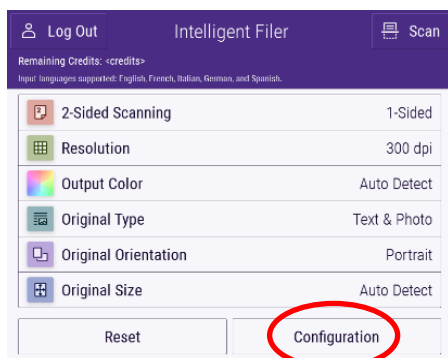 Log Out Intelligent Filer Scan
Remaining Credits: <credits>
Input languages supported: English, French, Italian, German, and Spanish.
2-Sided Scanning 1-Sided
Resolution 300 dpi
Output Color Auto Detect
Original Type Text & Photo
Original Orientation Portrait
Original Size Auto Detect
Reset Configuration